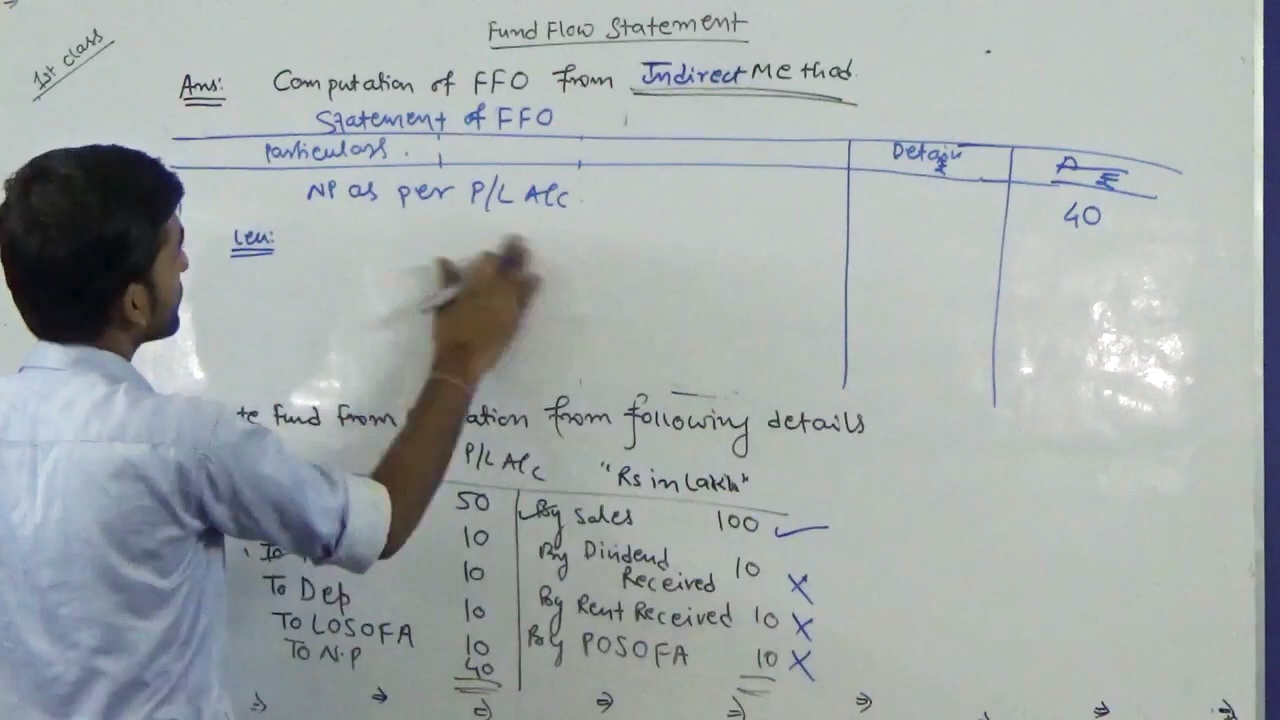 Fund Flow Statement
1st class
Ans: Computation of FFO from Indirect Method.
Statement of FFO
Particulars. Details ₹
NP as per P/L A/c. 40
Less:
te Fund from ation from following details
P/L A/c "Rs in Lakh"
50 By Sales 100 ✓
To 10 By Dividend Received 10 X
To Dep 10 By Rent Received 10 X
To LOSOFA 10 By POSOFA 10 X
To N.P 10
40